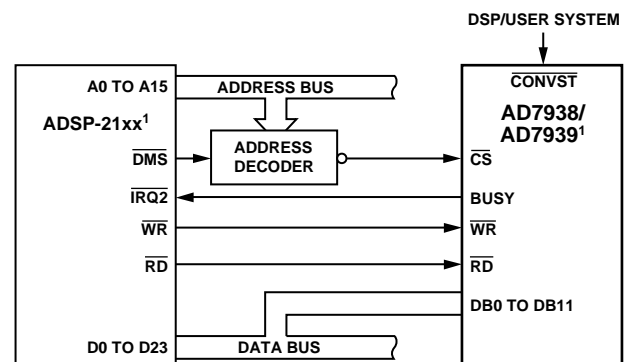 DSP/USER SYSTEM
CONVST
A0 TO A15
ADDRESS BUS
AD7938/
AD7939¹
ADSP-21xx¹
DMS
ADDRESS
DECODER
CS
IRQ2
BUSY
WR
WR
RD
RD
DB0 TO DB11
D0 TO D23
DATA BUS